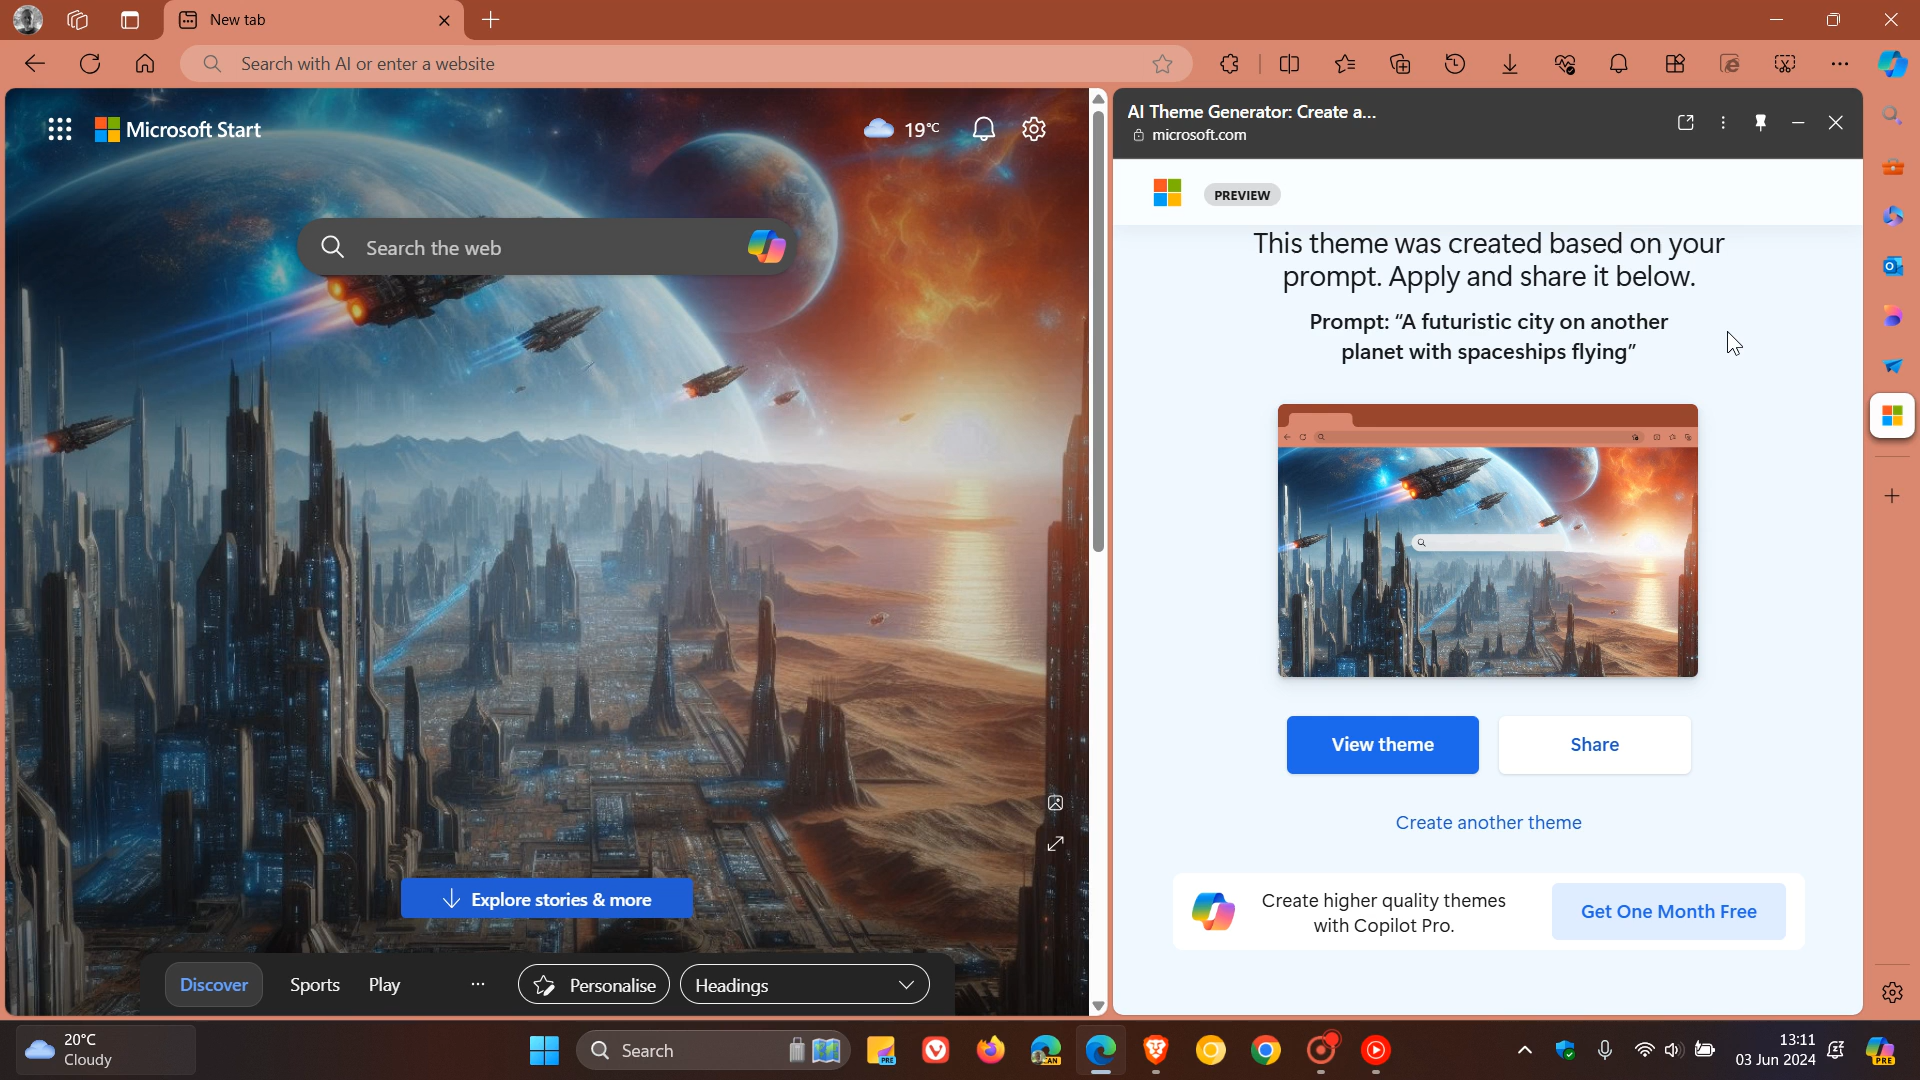 New tab
Search with AI or enter a website
Microsoft Start
19°C
Search the web
Explore stories & more
Discover
Sports
Play
Personalise
Headings
AI Theme Generator: Create a...
microsoft.com
PREVIEW
This theme was created based on your
prompt. Apply and share it below.
Prompt: “A futuristic city on another
planet with spaceships flying”
View theme
Share
Create another theme
Create higher quality themes
with Copilot Pro.
Get One Month Free
20°C
Cloudy
Search
PRE
CAN
13:11
03 Jun 2024
PRE